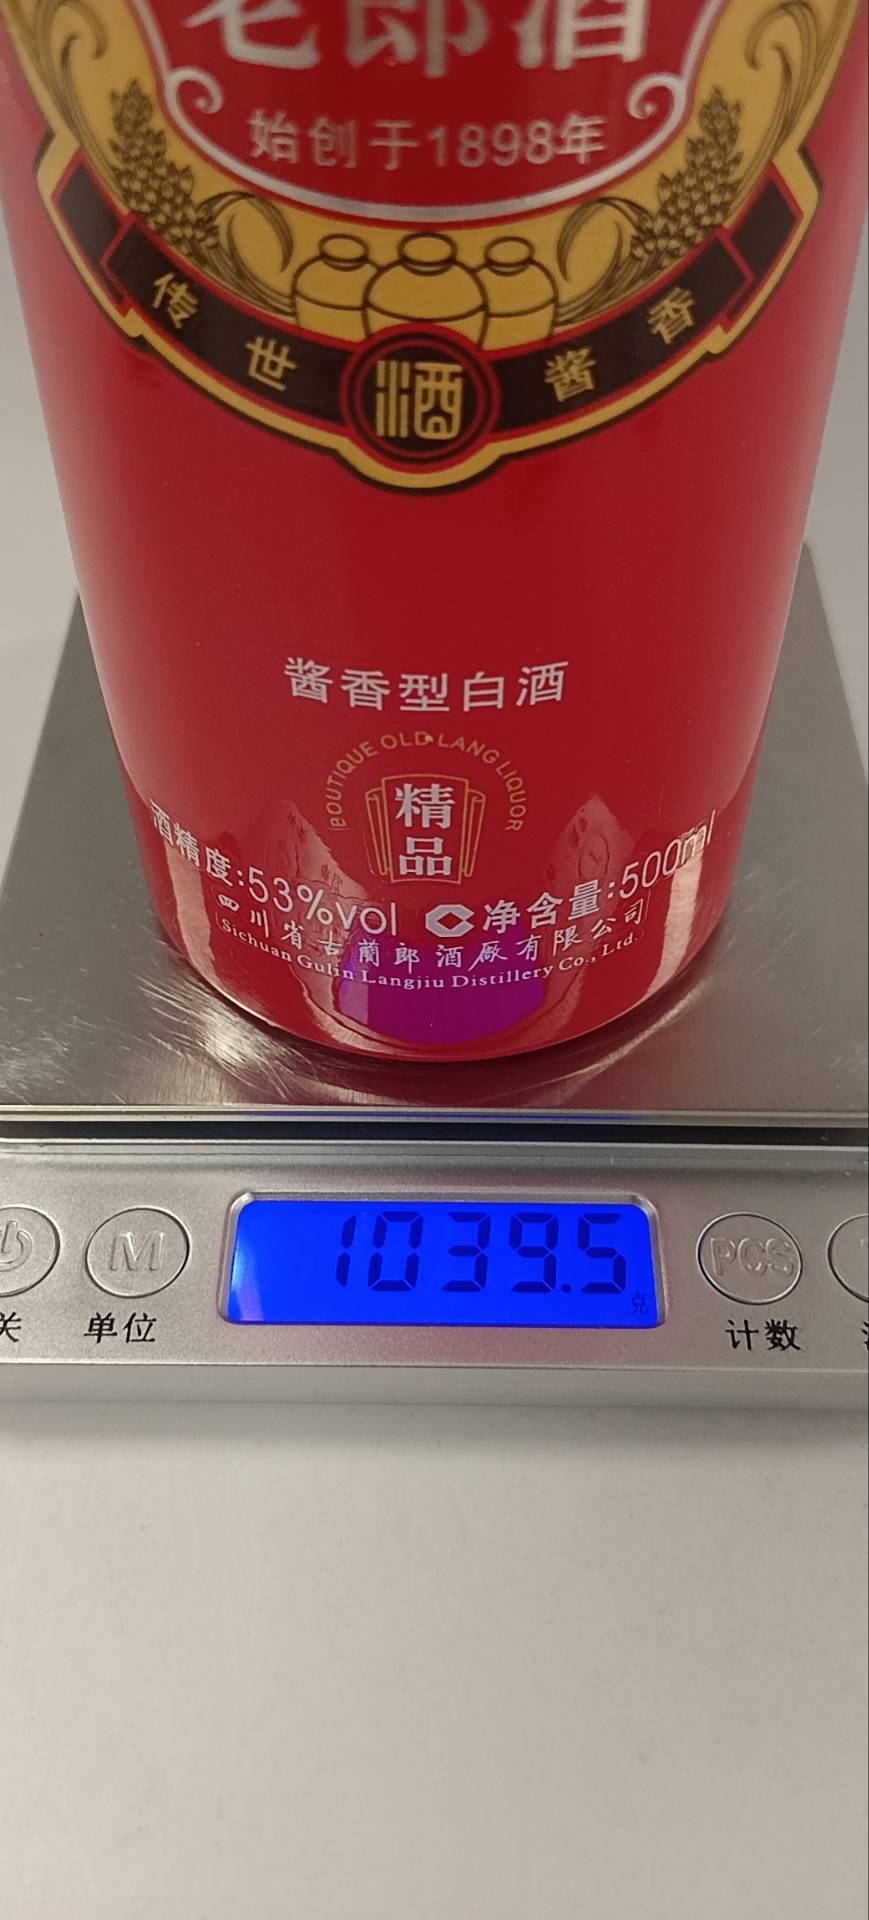 老郎酒
始创于1898年
传世酱香
酒
酱香型白酒
BOUTIQUE OLD LANG LIQUOR
精
品
酒精度:53%vol 净含量:500ml
四川省古蔺郎酒厂有限公司
Sichuan Gulin Langjiu Distillery Co., Ltd.
1039.5
克
M
PCS
关
单位
计数